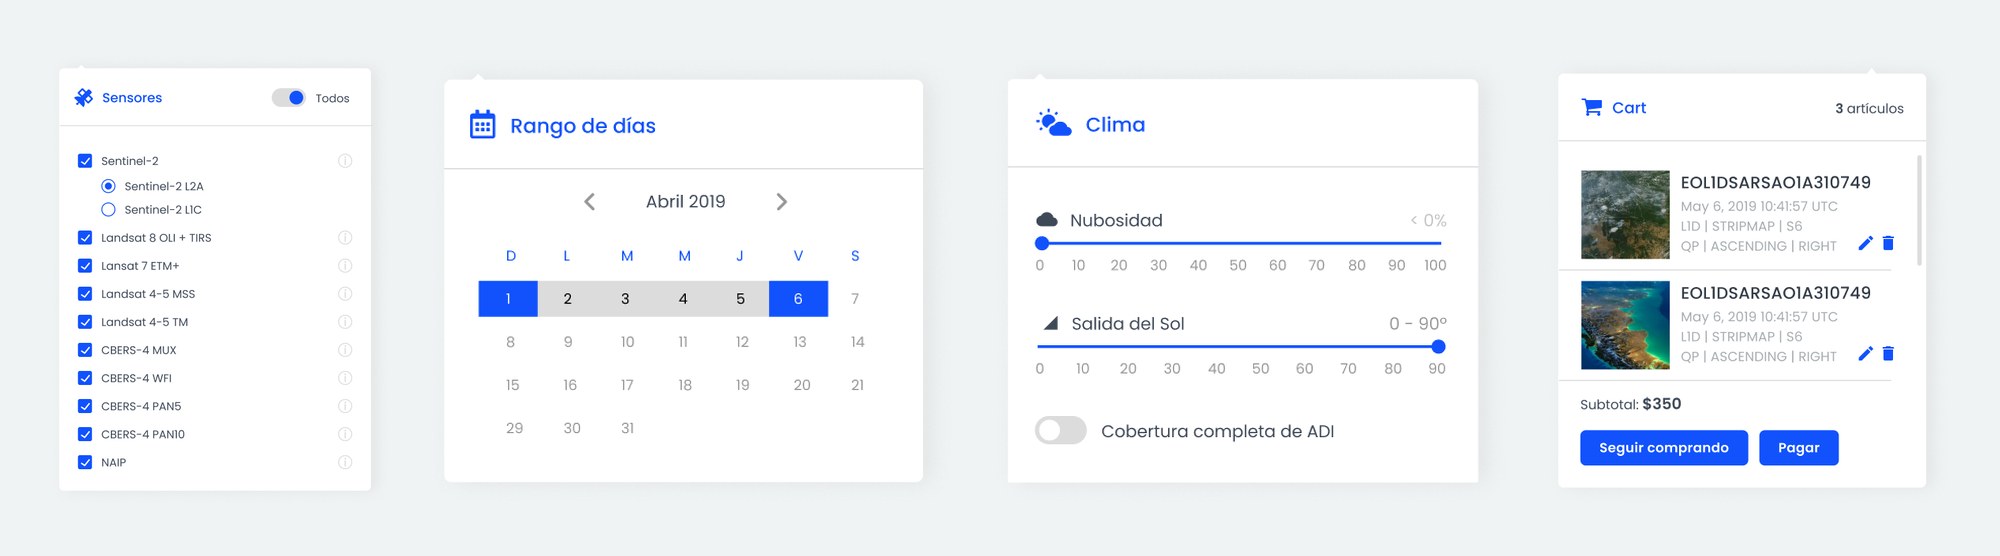 Sensores
Todos
Sentinel-2
Sentinel-2 L2A
Sentinel-2 L1C
Landsat 8 OLI + TIRS
Lansat 7 ETM+
Landsat 4-5 MSS
Landsat 4-5 TM
CBERS-4 MUX
CBERS-4 WFI
CBERS-4 PAN5
CBERS-4 PAN10
NAIP
Rango de días
Abril 2019
D L M M J V S
1 2 3 4 5 6 7
8 9 10 11 12 13 14
15 16 17 18 19 20 21
29 30 31
Clima
Nubosidad < 0%
0 10 20 30 40 50 60 70 80 90 100
Salida del Sol 0 - 90º
0 10 20 30 40 50 60 70 80 90
Cobertura completa de ADI
Cart
3 artículos
EOL1DSARSAO1A310749
May 6, 2019 10:41:57 UTC
L1D | STRIPMAP | S6
QP | ASCENDING | RIGHT
EOL1DSARSAO1A310749
May 6, 2019 10:41:57 UTC
L1D | STRIPMAP | S6
QP | ASCENDING | RIGHT
Subtotal: $350
Seguir comprando
Pagar